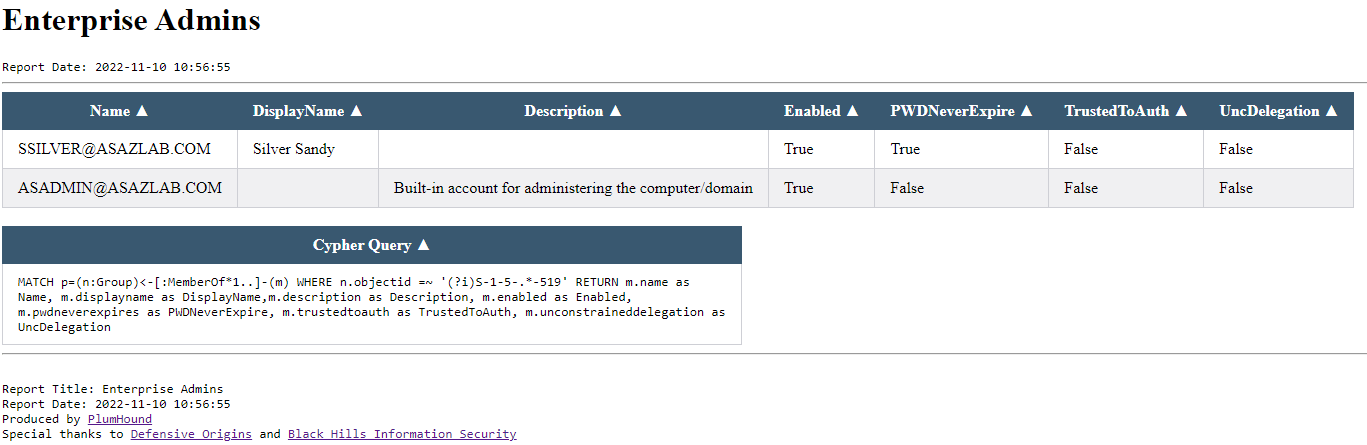 Enterprise Admins
Report Date: 2022-11-10 10:56:55
Name ▲ DisplayName ▲ Description ▲ Enabled ▲ PWDNeverExpire ▲ TrustedToAuth ▲ UncDelegation ▲
SSILVER@ASAZLAB.COM Silver Sandy True True False False
ASADMIN@ASAZLAB.COM Built-in account for administering the computer/domain True False False False
Cypher Query ▲
MATCH p=(n:Group)<-[:MemberOf*1..]-(m) WHERE n.objectid =~ '(?i)S-1-5-.*-519' RETURN m.name as
Name, m.displayname as DisplayName,m.description as Description, m.enabled as Enabled,
m.pwdneverexpires as PWDNeverExpire, m.trustedtoauth as TrustedToAuth, m.unconstraineddelegation as
UncDelegation
Report Title: Enterprise Admins
Report Date: 2022-11-10 10:56:55
Produced by PlumHound
Special thanks to Defensive Origins and Black Hills Information Security